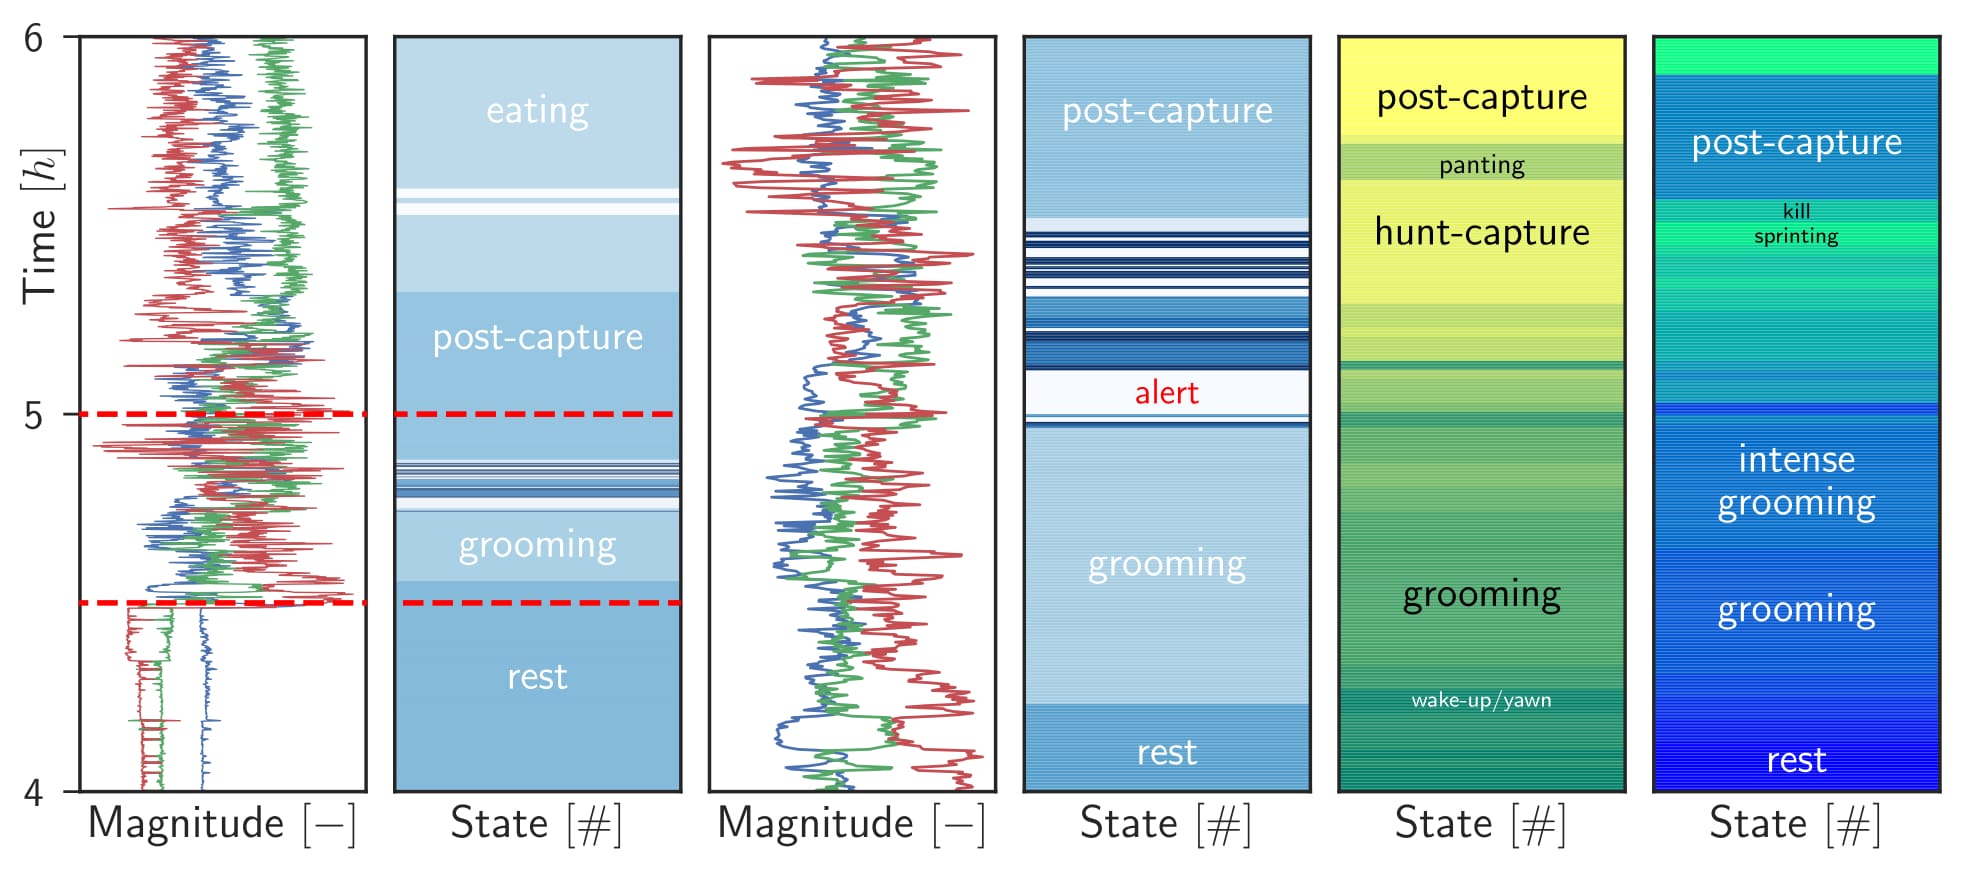 6
5
4
Time [h]
Magnitude [−]
eating
post-capture
grooming
rest
State [#]
Magnitude [−]
post-capture
alert
grooming
rest
State [#]
post-capture
panting
hunt-capture
grooming
wake-up/yawn
State [#]
post-capture
kill
sprinting
intense
grooming
grooming
rest
State [#]